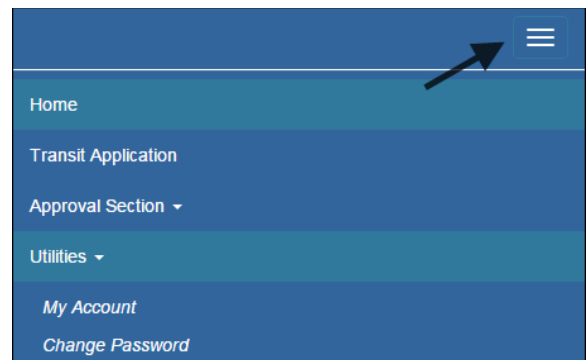 Home
Transit Application
Approval Section
Utilities
My Account
Change Password